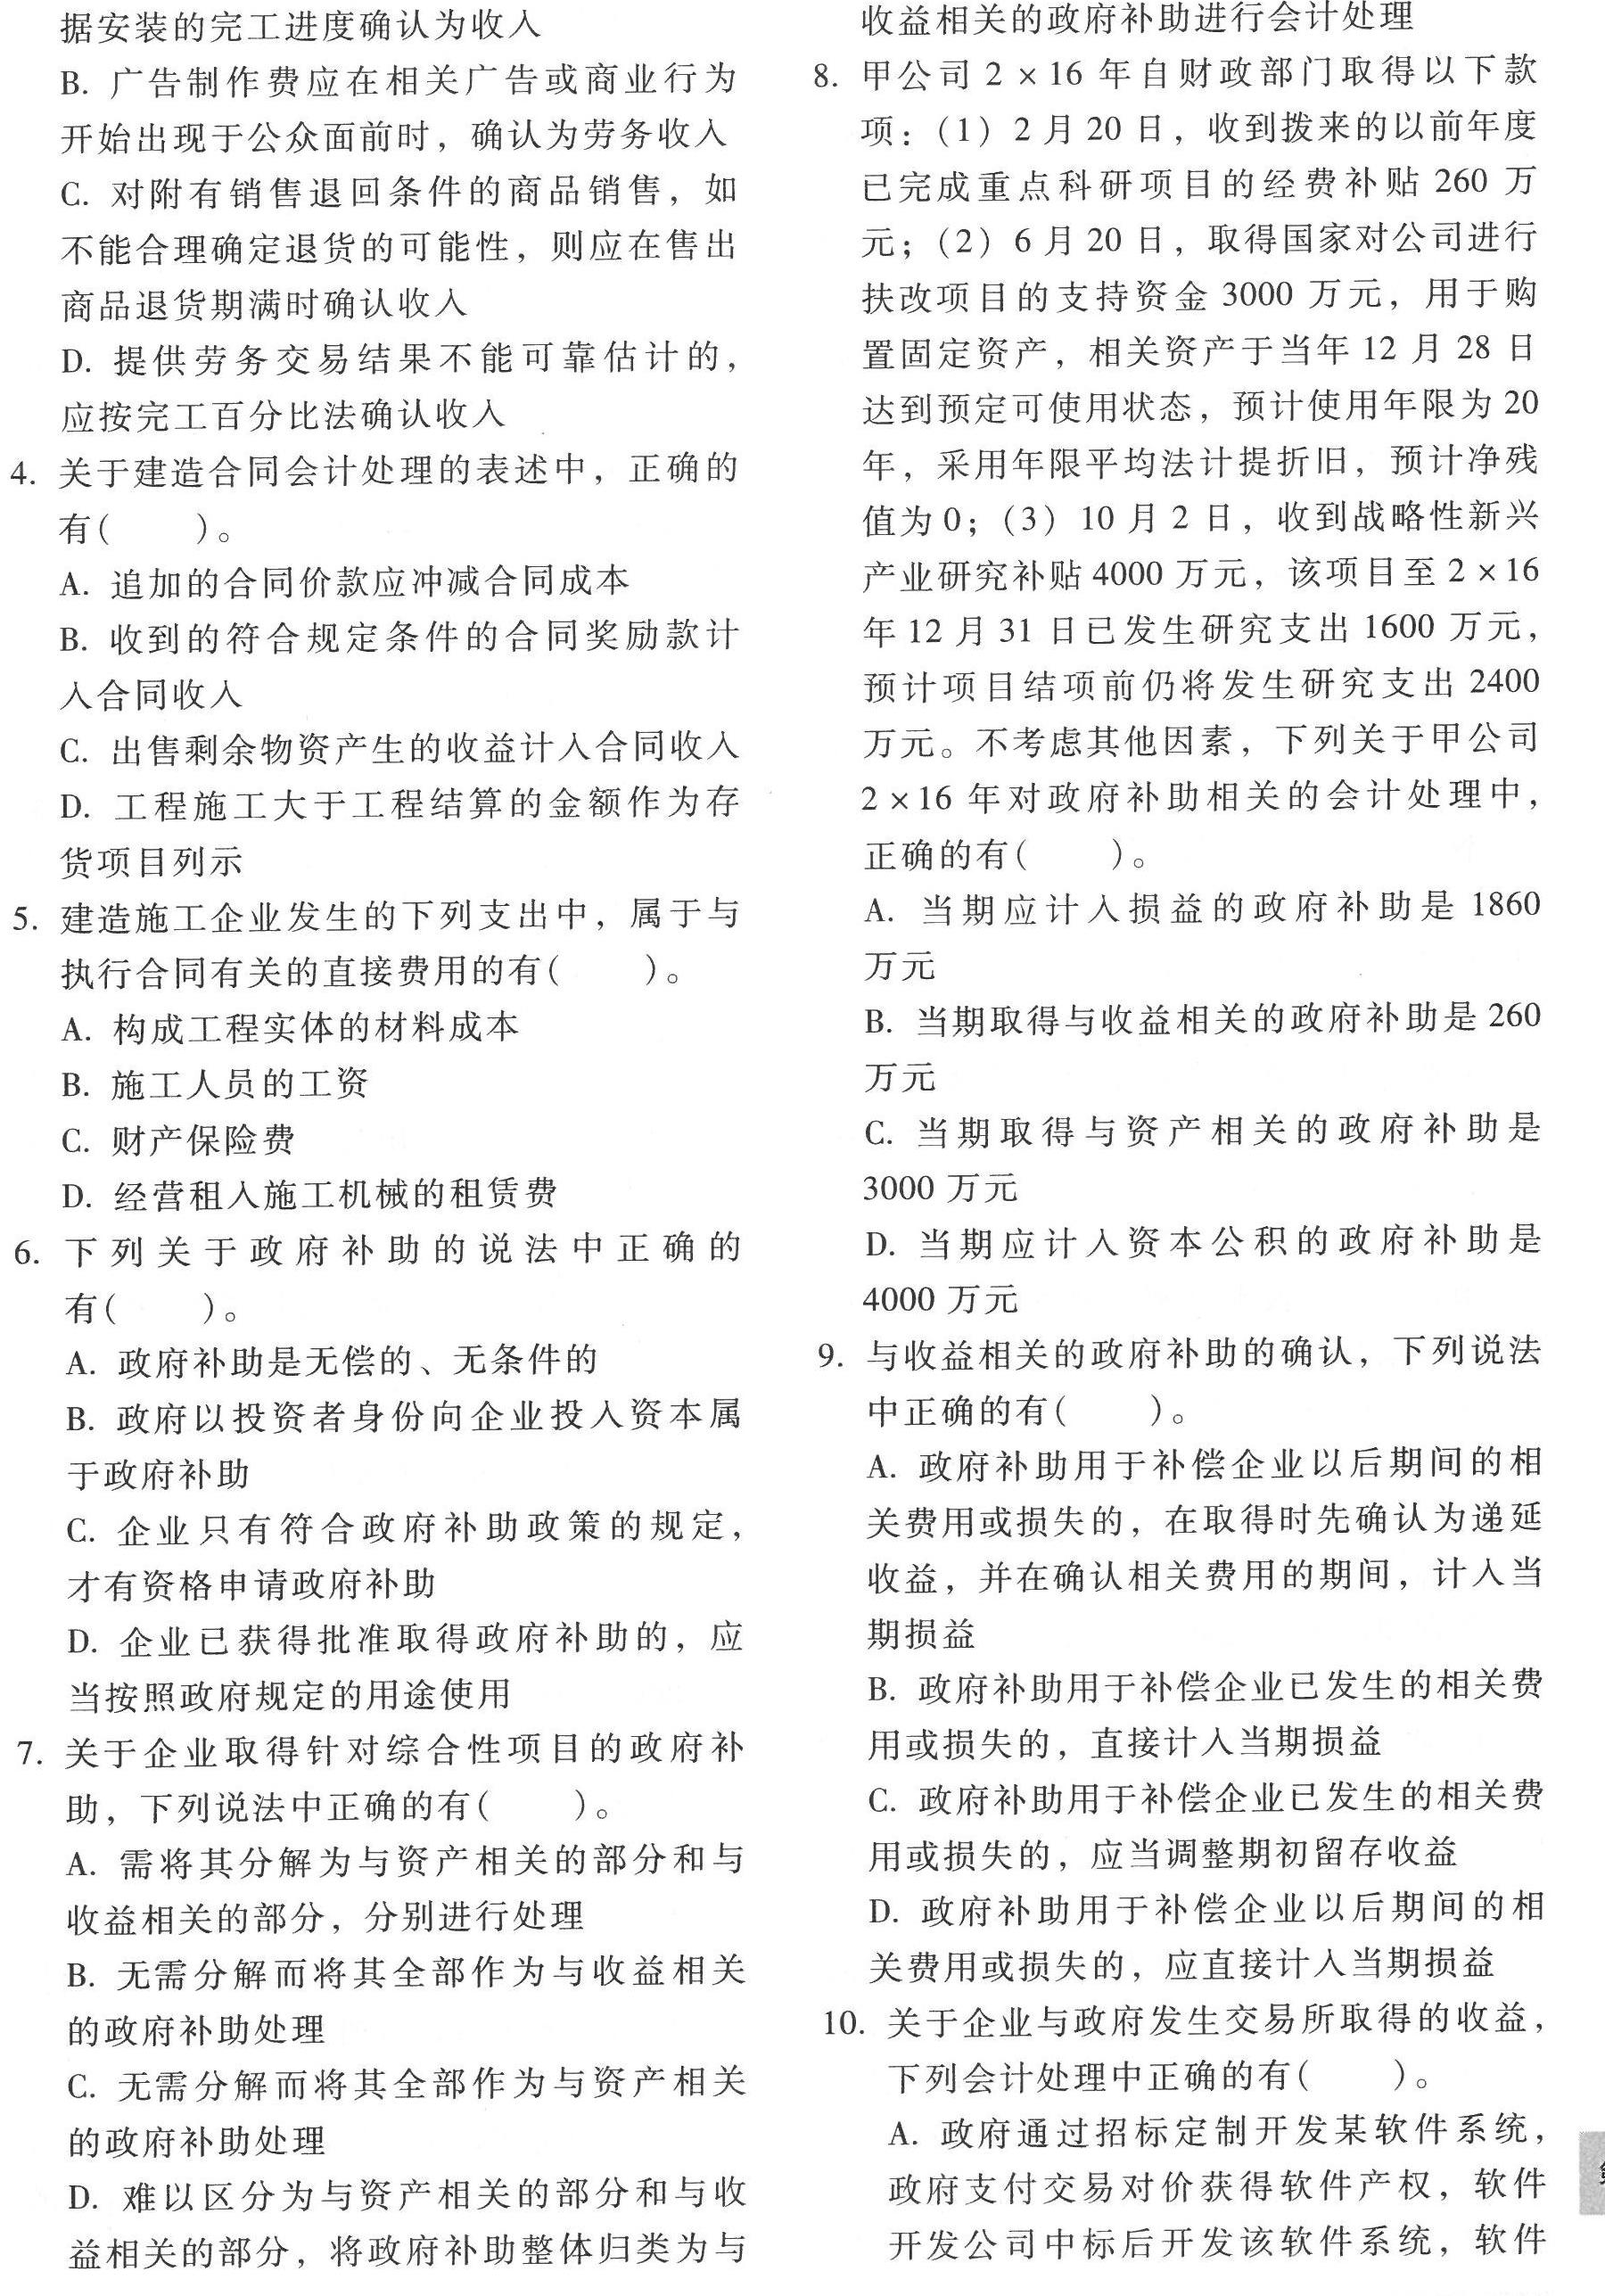 据安装的完工进度确认为收入
B. 广告制作费应在相关广告或商业行为
开始出现于公众面前时，确认为劳务收入
C. 对附有销售退回条件的商品销售，如
不能合理确定退货的可能性，则应在售出
商品退货期满时确认收入
D. 提供劳务交易结果不能可靠估计的，
应按完工百分比法确认收入
4. 关于建造合同会计处理的表述中，正确的
有(　　)。
A. 追加的合同价款应冲减合同成本
B. 收到的符合规定条件的合同奖励款计
入合同收入
C. 出售剩余物资产生的收益计入合同收入
D. 工程施工大于工程结算的金额作为存
货项目列示
5. 建造施工企业发生的下列支出中，属于与
执行合同有关的直接费用的有(　　)。
A. 构成工程实体的材料成本
B. 施工人员的工资
C. 财产保险费
D. 经营租入施工机械的租赁费
6. 下列关于政府补助的说法中正确的
有(　　)。
A. 政府补助是无偿的、无条件的
B. 政府以投资者身份向企业投入资本属
于政府补助
C. 企业只有符合政府补助政策的规定，
才有资格申请政府补助
D. 企业已获得批准取得政府补助的，应
当按照政府规定的用途使用
7. 关于企业取得针对综合性项目的政府补
助，下列说法中正确的有(　　)。
A. 需将其分解为与资产相关的部分和与
收益相关的部分，分别进行处理
B. 无需分解而将其全部作为与收益相关
的政府补助处理
C. 无需分解而将其全部作为与资产相关
的政府补助处理
D. 难以区分为与资产相关的部分和与收
益相关的部分，将政府补助整体归类为与
收益相关的政府补助进行会计处理
8. 甲公司 2×16 年自财政部门取得以下款
项：(1) 2 月 20 日，收到拨来的以前年度
已完成重点科研项目的经费补贴 260 万
元；(2) 6 月 20 日，取得国家对公司进行
扶改项目的支持资金 3000 万元，用于购
置固定资产，相关资产于当年 12 月 28 日
达到预定可使用状态，预计使用年限为 20
年，采用年限平均法计提折旧，预计净残
值为 0；(3) 10 月 2 日，收到战略性新兴
产业研究补贴 4000 万元，该项目至 2×16
年 12 月 31 日已发生研究支出 1600 万元，
预计项目结项前仍将发生研究支出 2400
万元。不考虑其他因素，下列关于甲公司
2×16 年对政府补助相关的会计处理中，
正确的有(　　)。
A. 当期应计入损益的政府补助是 1860
万元
B. 当期取得与收益相关的政府补助是 260
万元
C. 当期取得与资产相关的政府补助是
3000 万元
D. 当期应计入资本公积的政府补助是
4000 万元
9. 与收益相关的政府补助的确认，下列说法
中正确的有(　　)。
A. 政府补助用于补偿企业以后期间的相
关费用或损失的，在取得时先确认为递延
收益，并在确认相关费用的期间，计入当
期损益
B. 政府补助用于补偿企业已发生的相关费
用或损失的，直接计入当期损益
C. 政府补助用于补偿企业已发生的相关费
用或损失的，应当调整期初留存收益
D. 政府补助用于补偿企业以后期间的相
关费用或损失的，应直接计入当期损益
10. 关于企业与政府发生交易所取得的收益，
下列会计处理中正确的有(　　)。
A. 政府通过招标定制开发某软件系统，
政府支付交易对价获得软件产权，软件
开发公司中标后开发该软件系统，软件